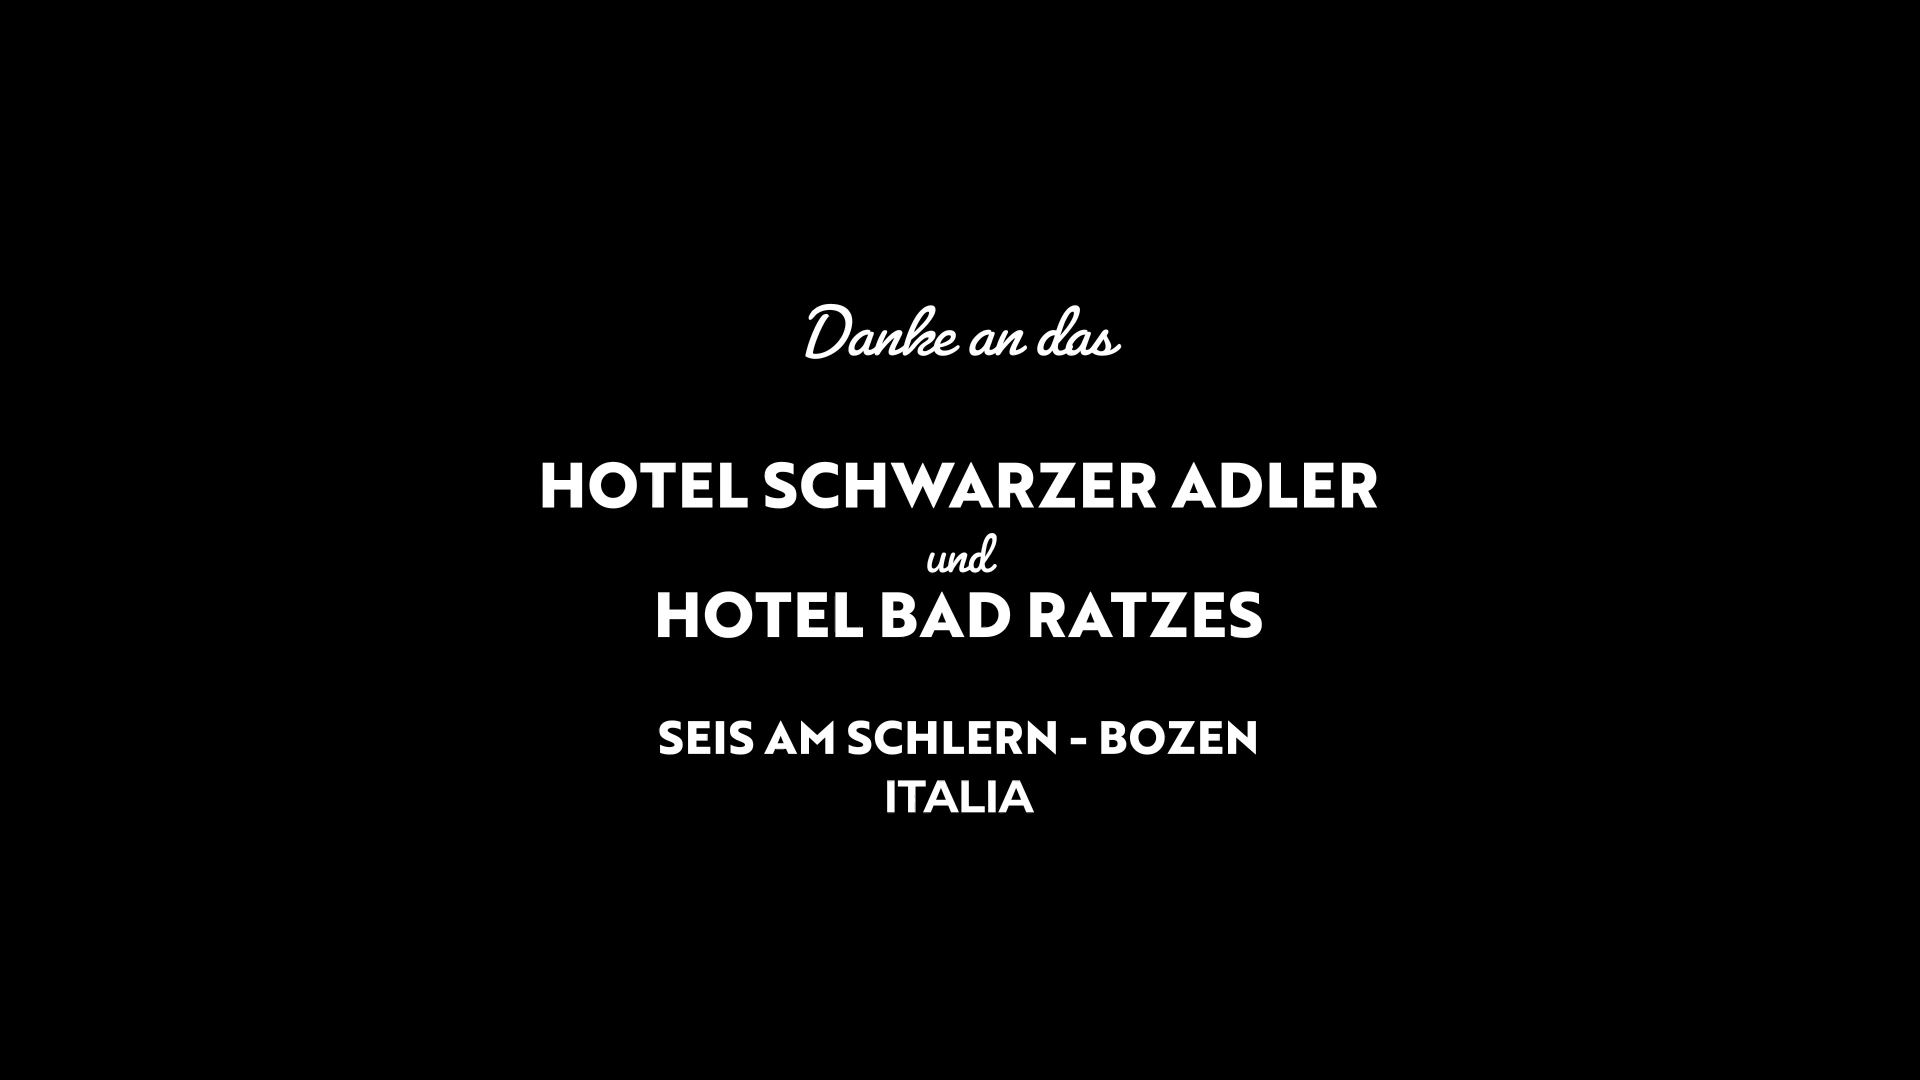 Danke an das
HOTEL SCHWARZER ADLER
und
HOTEL BAD RATZES
SEIS AM SCHLERN - BOZEN
ITALIA